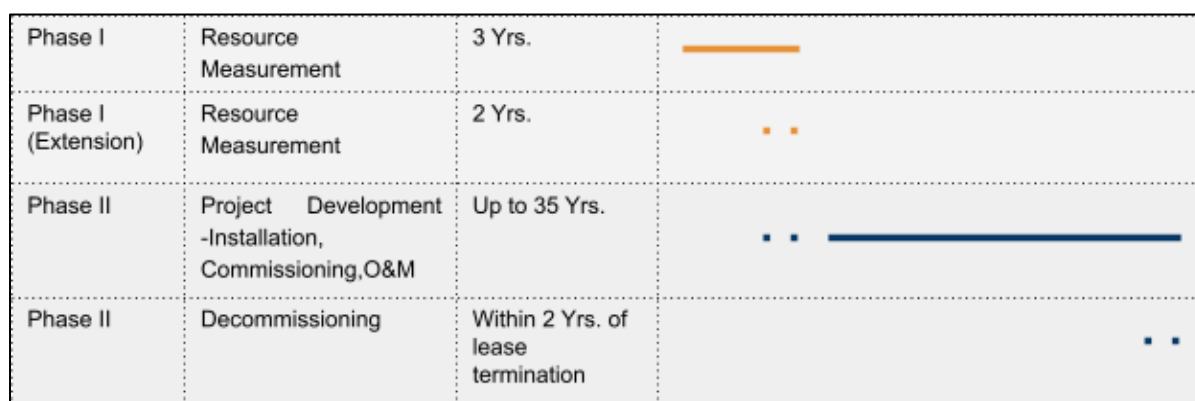 Phase I
Resource
Measurement
3 Yrs.
Phase I
(Extension)
Resource
Measurement
2 Yrs.
Phase II
Project Development
-Installation,
Commissioning,O&M
Up to 35 Yrs.
Phase II
Decommissioning
Within 2 Yrs. of
lease
termination